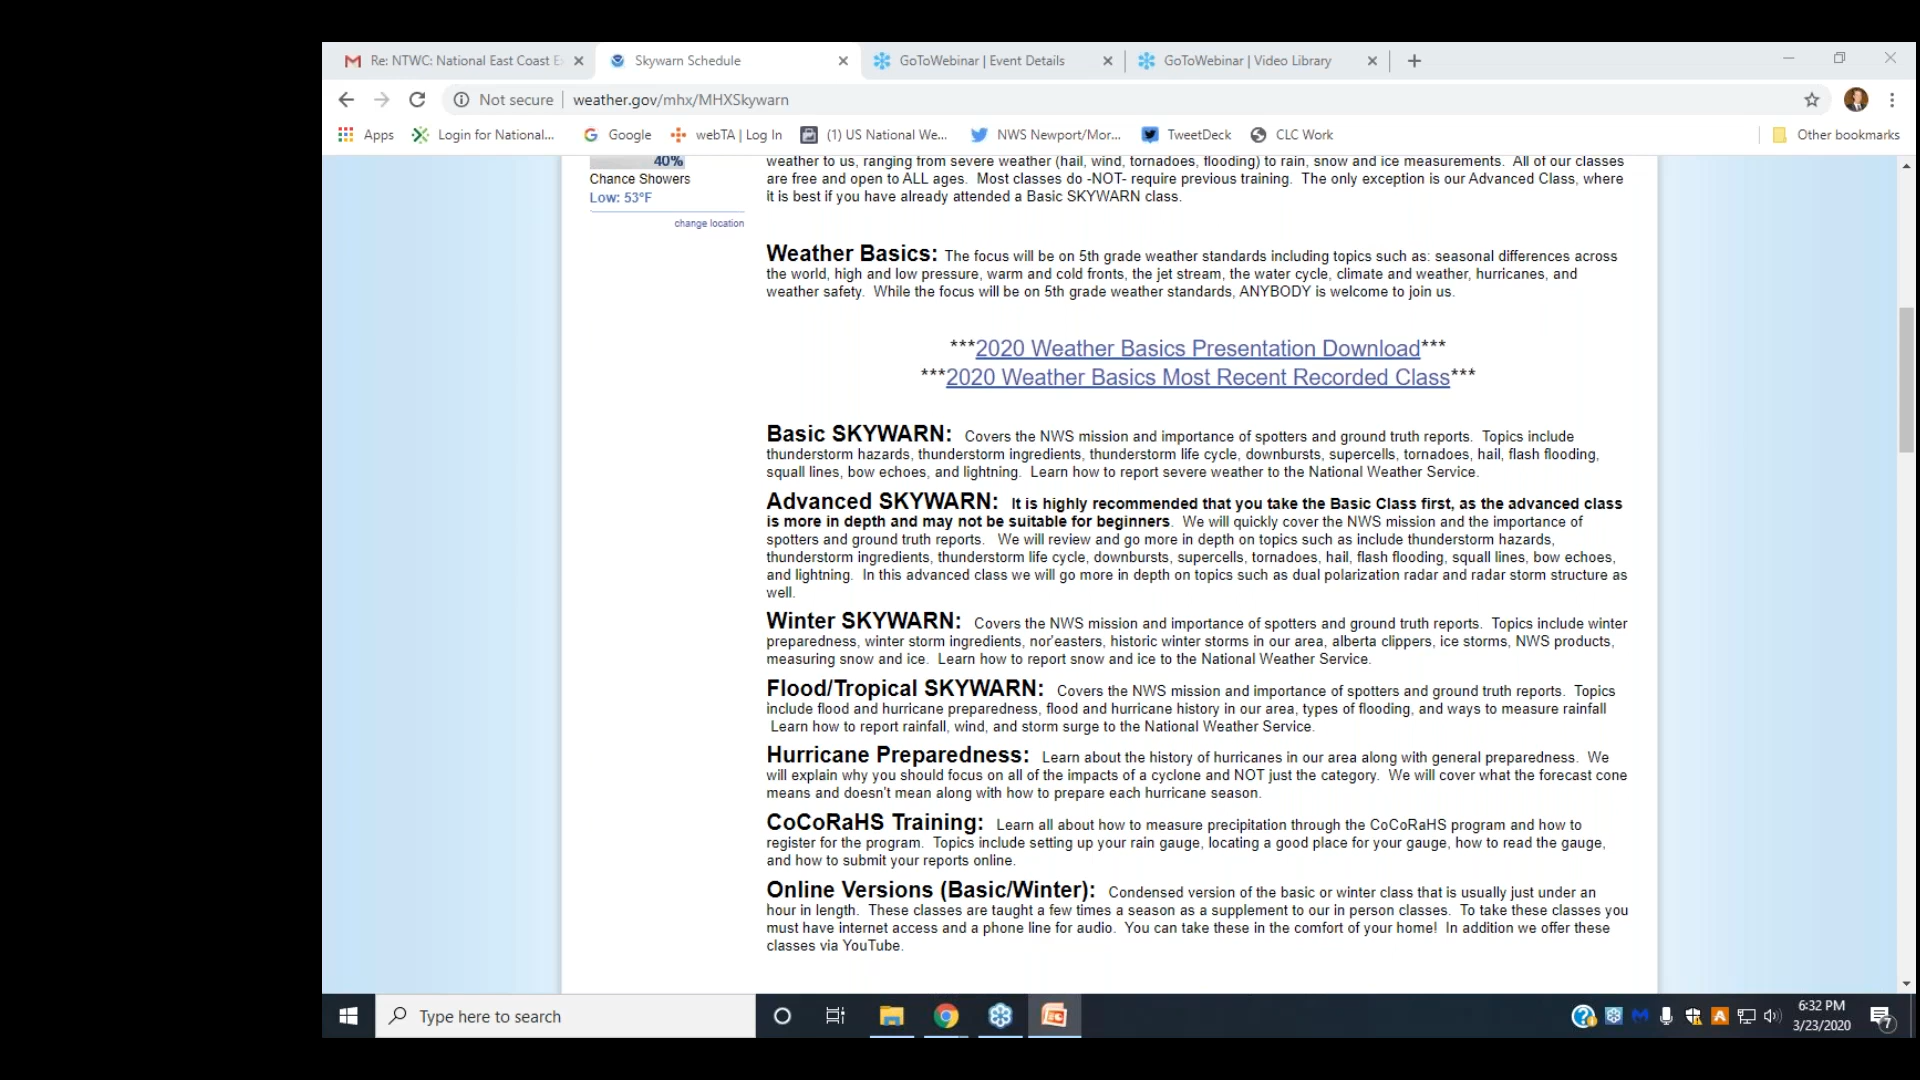 Re: NTWC: National East Coast E
Skywarn Schedule
GoToWebinar | Event Details
GoToWebinar | Video Library
Not secure
weather.gov/mhx/MHXSkywarn
Apps
Login for National...
Google
webTA | Log In
(1) US National We...
NWS Newport/Mor...
TweetDeck
CLC Work
Other bookmarks
40%
Chance Showers
Low: 53°F
change location
weather to us, ranging from severe weather (hail, wind, tornadoes, flooding) to rain, snow and ice measurements. All of our classes
are free and open to ALL ages. Most classes do -NOT- require previous training. The only exception is our Advanced Class, where
it is best if you have already attended a Basic SKYWARN class.
Weather Basics: The focus will be on 5th grade weather standards including topics such as: seasonal differences across
the world, high and low pressure, warm and cold fronts, the jet stream, the water cycle, climate and weather, hurricanes, and
weather safety. While the focus will be on 5th grade weather standards, ANYBODY is welcome to join us.
***2020 Weather Basics Presentation Download***
***2020 Weather Basics Most Recent Recorded Class***
Basic SKYWARN: Covers the NWS mission and importance of spotters and ground truth reports. Topics include
thunderstorm hazards, thunderstorm ingredients, thunderstorm life cycle, downbursts, supercells, tornadoes, hail, flash flooding,
squall lines, bow echoes, and lightning. Learn how to report severe weather to the National Weather Service.
Advanced SKYWARN: It is highly recommended that you take the Basic Class first, as the advanced class
is more in depth and may not be suitable for beginners. We will quickly cover the NWS mission and the importance of
spotters and ground truth reports. We will review and go more in depth on topics such as include thunderstorm hazards,
thunderstorm ingredients, thunderstorm life cycle, downbursts, supercells, tornadoes, hail, flash flooding, squall lines, bow echoes,
and lightning. In this advanced class we will go more in depth on topics such as dual polarization radar and radar storm structure as
well.
Winter SKYWARN: Covers the NWS mission and importance of spotters and ground truth reports. Topics include winter
preparedness, winter storm ingredients, nor'easters, historic winter storms in our area, alberta clippers, ice storms, NWS products,
measuring snow and ice. Learn how to report snow and ice to the National Weather Service.
Flood/Tropical SKYWARN: Covers the NWS mission and importance of spotters and ground truth reports. Topics
include flood and hurricane preparedness, flood and hurricane history in our area, types of flooding, and ways to measure rainfall
Learn how to report rainfall, wind, and storm surge to the National Weather Service.
Hurricane Preparedness: Learn about the history of hurricanes in our area along with general preparedness. We
will explain why you should focus on all of the impacts of a cyclone and NOT just the category. We will cover what the forecast cone
means and doesn't mean along with how to prepare each hurricane season.
CoCoRaHS Training: Learn all about how to measure precipitation through the CoCoRaHS program and how to
register for the program. Topics include setting up your rain gauge, locating a good place for your gauge, how to read the gauge,
and how to submit your reports online.
Online Versions (Basic/Winter): Condensed version of the basic or winter class that is usually just under an
hour in length. These classes are taught a few times a season as a supplement to our in person classes. To take these classes you
must have internet access and a phone line for audio. You can take these in the comfort of your home! In addition we offer these
classes via YouTube.
Type here to search
6:32 PM
3/23/2020
7